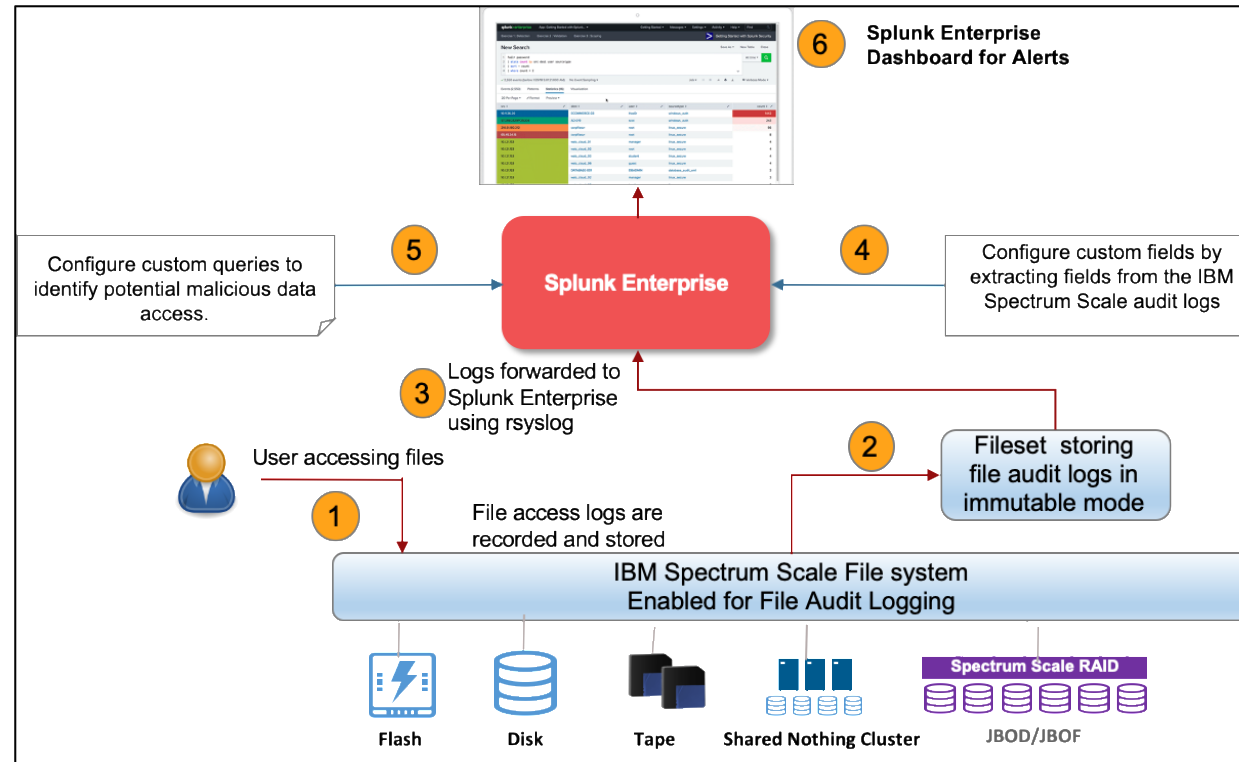 6
Splunk Enterprise
Dashboard for Alerts
New Search
5
Configure custom queries to
identify potential malicious data
access.
Splunk Enterprise
4
Configure custom fields by
extracting fields from the IBM
Spectrum Scale audit logs
3
Logs forwarded to
Splunk Enterprise
using rsyslog
2
Fileset storing
file audit logs in
immutable mode
User accessing files
1
File access logs are
recorded and stored
IBM Spectrum Scale File system
Enabled for File Audit Logging
Flash
Disk
Tape
Shared Nothing Cluster
Spectrum Scale RAID
JBOD/JBOF